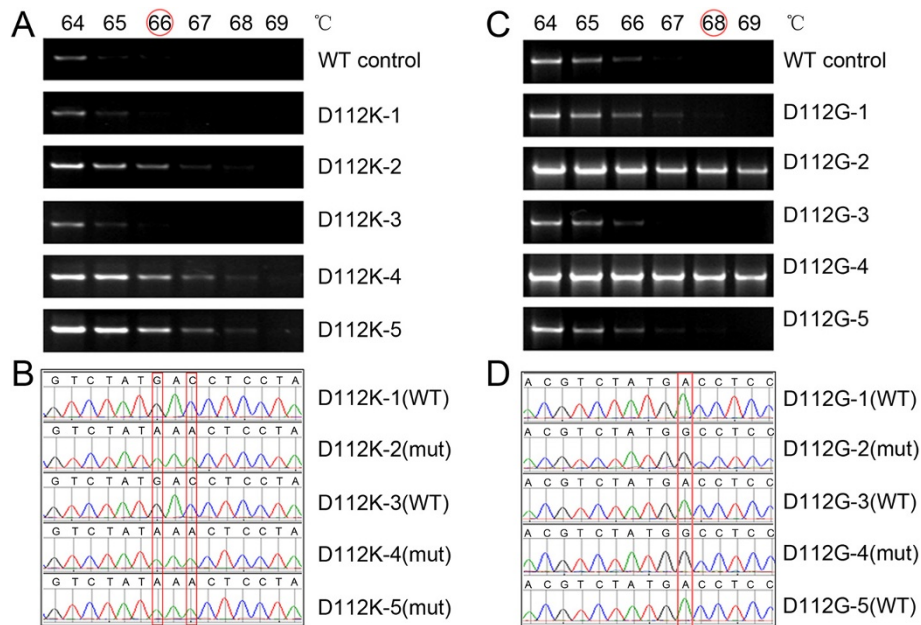 A 64 65 66 67 68 69 ℃
WT control
D112K-1
D112K-2
D112K-3
D112K-4
D112K-5
B
G T C T A T G A C C T C C T A
D112K-1(WT)
G T C T A T A A A C T C C T A
D112K-2(mut)
G T C T A T G A C C T C C T A
D112K-3(WT)
G T C T A T A A A C T C C T A
D112K-4(mut)
G T C T A T A A A C T C C T A
D112K-5(mut)
C 64 65 66 67 68 69 ℃
WT control
D112G-1
D112G-2
D112G-3
D112G-4
D112G-5
D
A C G T C T A T G A C C T C C
D112G-1(WT)
A C G T C T A T G G C C T C C
D112G-2(mut)
A C G T C T A T G A C C T C C
D112G-3(WT)
A C G T C T A T G G C C T C C
D112G-4(mut)
A C G T C T A T G A C C T C C
D112G-5(WT)